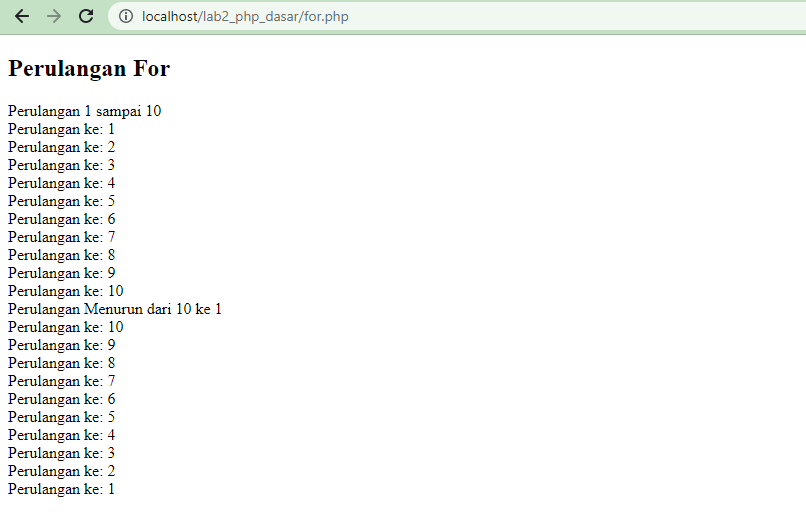 localhost/lab2_php_dasar/for.php
Perulangan For
Perulangan 1 sampai 10
Perulangan ke: 1
Perulangan ke: 2
Perulangan ke: 3
Perulangan ke: 4
Perulangan ke: 5
Perulangan ke: 6
Perulangan ke: 7
Perulangan ke: 8
Perulangan ke: 9
Perulangan ke: 10
Perulangan Menurun dari 10 ke 1
Perulangan ke: 10
Perulangan ke: 9
Perulangan ke: 8
Perulangan ke: 7
Perulangan ke: 6
Perulangan ke: 5
Perulangan ke: 4
Perulangan ke: 3
Perulangan ke: 2
Perulangan ke: 1